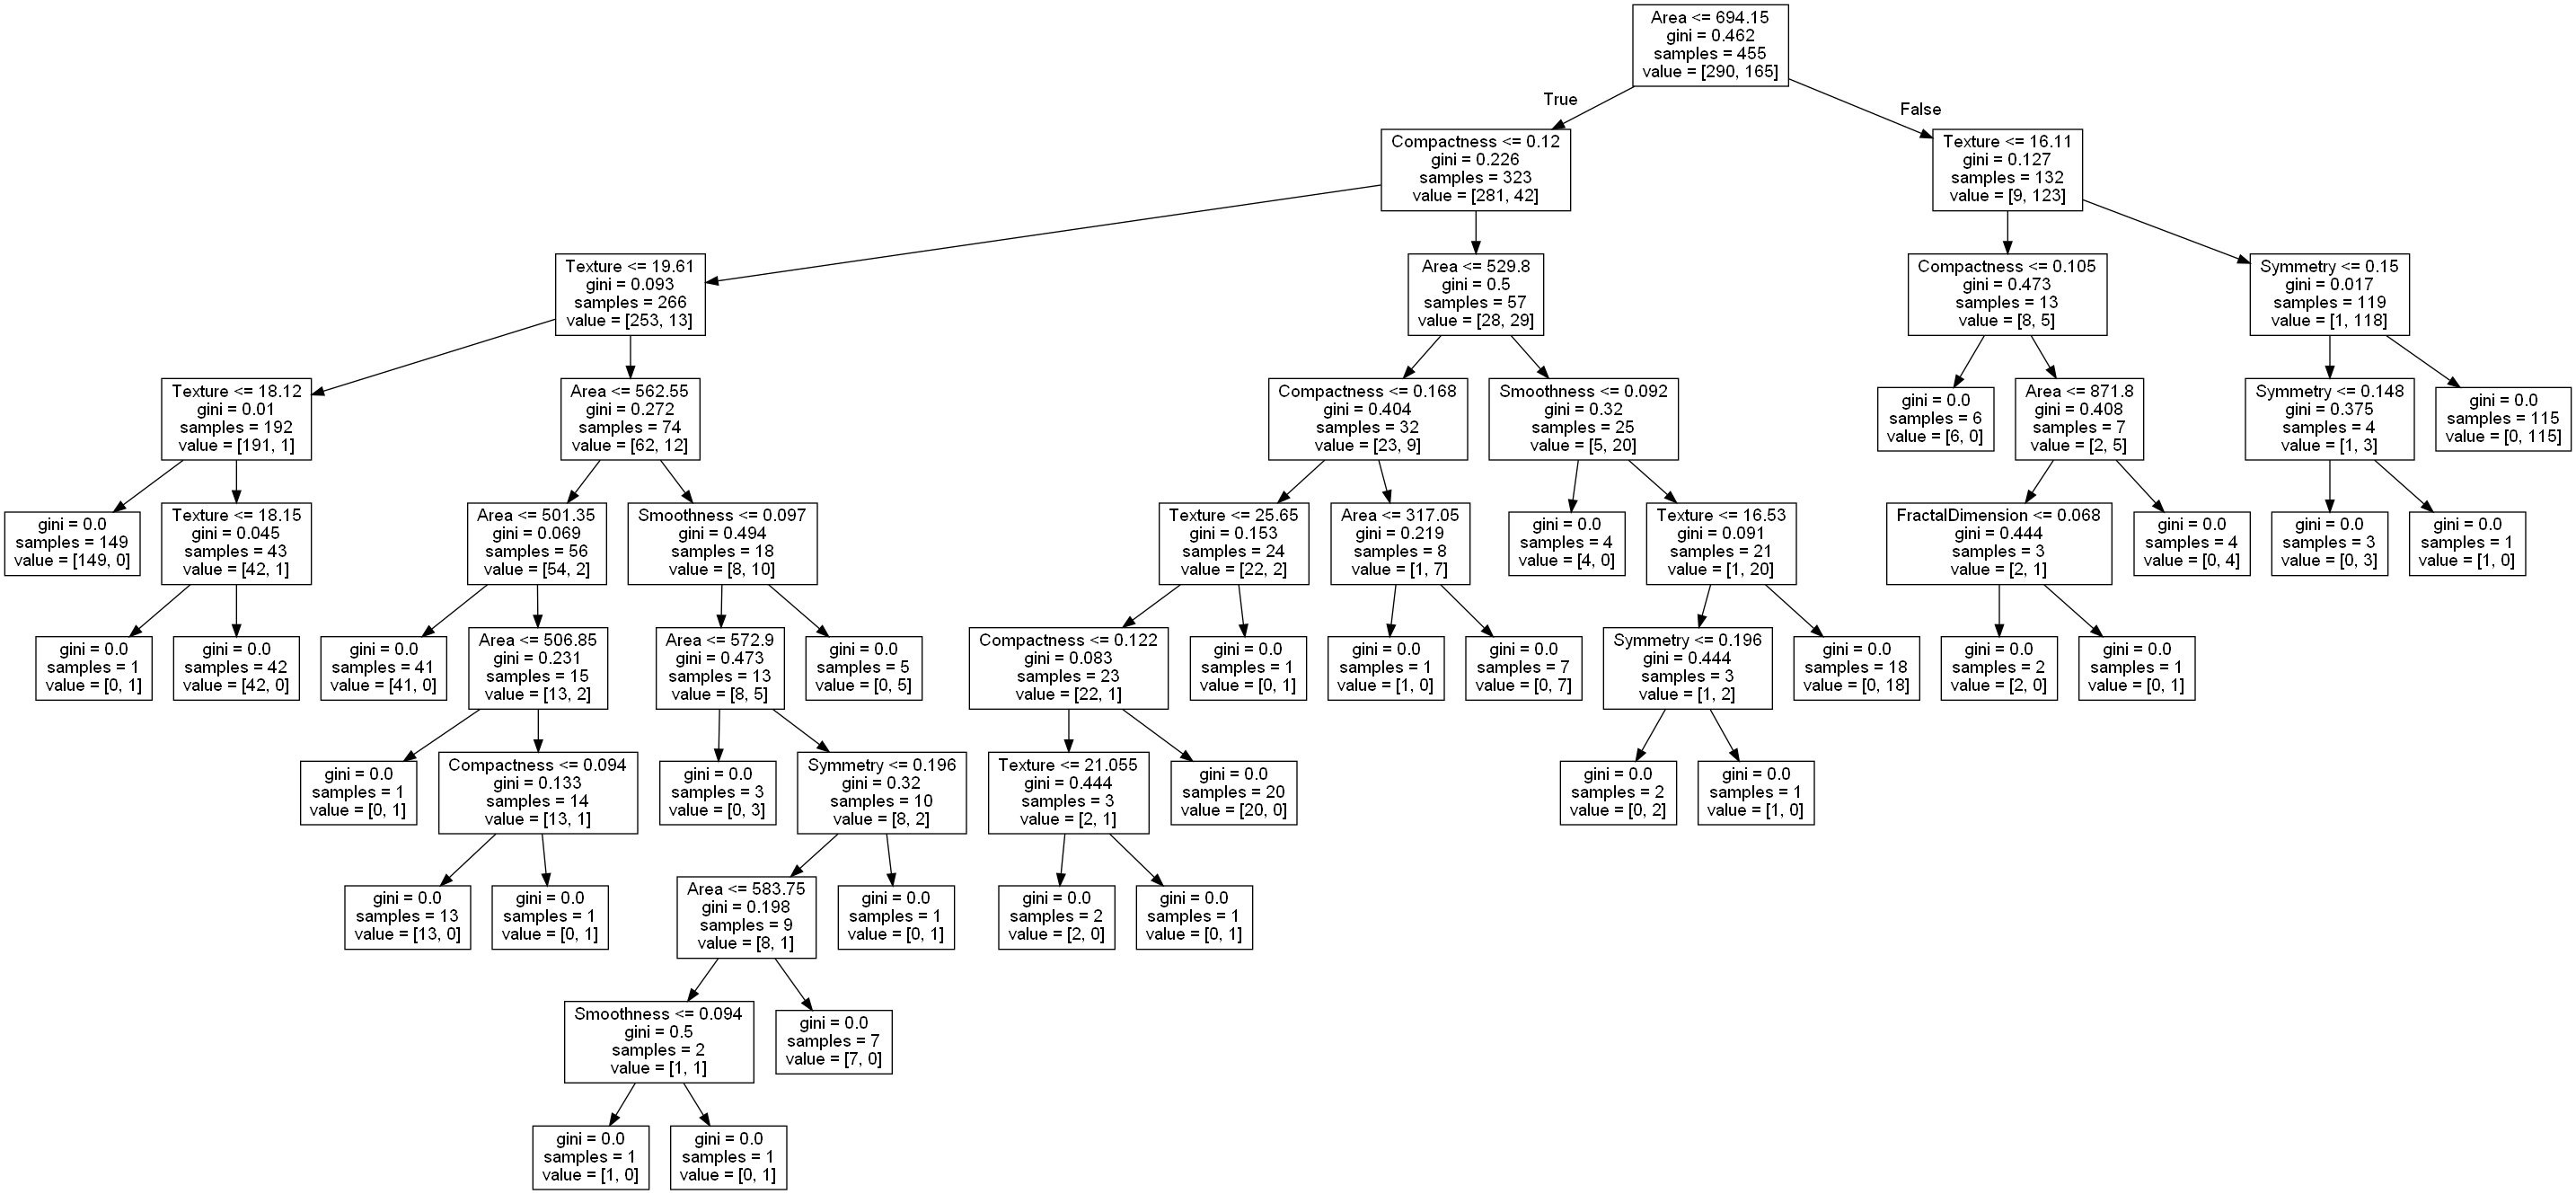 Area <= 694.15
gini = 0.462
samples = 455
value = [290, 165]
True
False
Compactness <= 0.12
gini = 0.226
samples = 323
value = [281, 42]
Texture <= 16.11
gini = 0.127
samples = 132
value = [9, 123]
Texture <= 19.61
gini = 0.093
samples = 266
value = [253, 13]
Area <= 529.8
gini = 0.5
samples = 57
value = [28, 29]
Compactness <= 0.105
gini = 0.473
samples = 13
value = [8, 5]
Symmetry <= 0.15
gini = 0.017
samples = 119
value = [1, 118]
Texture <= 18.12
gini = 0.01
samples = 192
value = [191, 1]
Area <= 562.55
gini = 0.272
samples = 74
value = [62, 12]
Compactness <= 0.168
gini = 0.404
samples = 32
value = [23, 9]
Smoothness <= 0.092
gini = 0.32
samples = 25
value = [5, 20]
gini = 0.0
samples = 6
value = [6, 0]
Area <= 871.8
gini = 0.408
samples = 7
value = [2, 5]
Symmetry <= 0.148
gini = 0.375
samples = 4
value = [1, 3]
gini = 0.0
samples = 115
value = [0, 115]
gini = 0.0
samples = 149
value = [149, 0]
Texture <= 18.15
gini = 0.045
samples = 43
value = [42, 1]
Area <= 501.35
gini = 0.069
samples = 56
value = [54, 2]
Smoothness <= 0.097
gini = 0.494
samples = 18
value = [8, 10]
Texture <= 25.65
gini = 0.153
samples = 24
value = [22, 2]
Area <= 317.05
gini = 0.219
samples = 8
value = [1, 7]
gini = 0.0
samples = 4
value = [4, 0]
Texture <= 16.53
gini = 0.091
samples = 21
value = [1, 20]
FractalDimension <= 0.068
gini = 0.444
samples = 3
value = [2, 1]
gini = 0.0
samples = 4
value = [0, 4]
gini = 0.0
samples = 3
value = [0, 3]
gini = 0.0
samples = 1
value = [1, 0]
gini = 0.0
samples = 1
value = [0, 1]
gini = 0.0
samples = 42
value = [42, 0]
gini = 0.0
samples = 41
value = [41, 0]
Area <= 506.85
gini = 0.231
samples = 15
value = [13, 2]
Area <= 572.9
gini = 0.473
samples = 13
value = [8, 5]
gini = 0.0
samples = 5
value = [0, 5]
Compactness <= 0.122
gini = 0.083
samples = 23
value = [22, 1]
gini = 0.0
samples = 1
value = [0, 1]
gini = 0.0
samples = 1
value = [1, 0]
gini = 0.0
samples = 7
value = [0, 7]
Symmetry <= 0.196
gini = 0.444
samples = 3
value = [1, 2]
gini = 0.0
samples = 18
value = [0, 18]
gini = 0.0
samples = 2
value = [2, 0]
gini = 0.0
samples = 1
value = [0, 1]
gini = 0.0
samples = 1
value = [0, 1]
Compactness <= 0.094
gini = 0.133
samples = 14
value = [13, 1]
gini = 0.0
samples = 3
value = [0, 3]
Symmetry <= 0.196
gini = 0.32
samples = 10
value = [8, 2]
Texture <= 21.055
gini = 0.444
samples = 3
value = [2, 1]
gini = 0.0
samples = 20
value = [20, 0]
gini = 0.0
samples = 2
value = [0, 2]
gini = 0.0
samples = 1
value = [1, 0]
gini = 0.0
samples = 13
value = [13, 0]
gini = 0.0
samples = 1
value = [0, 1]
Area <= 583.75
gini = 0.198
samples = 9
value = [8, 1]
gini = 0.0
samples = 1
value = [0, 1]
gini = 0.0
samples = 2
value = [2, 0]
gini = 0.0
samples = 1
value = [0, 1]
Smoothness <= 0.094
gini = 0.5
samples = 2
value = [1, 1]
gini = 0.0
samples = 7
value = [7, 0]
gini = 0.0
samples = 1
value = [1, 0]
gini = 0.0
samples = 1
value = [0, 1]